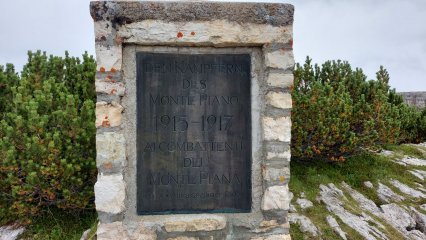 DEN KÄMPFERN
DES
MONTE PIANO
1915-1917
AI COMBATTENTI
DEL
MONTE PIANA